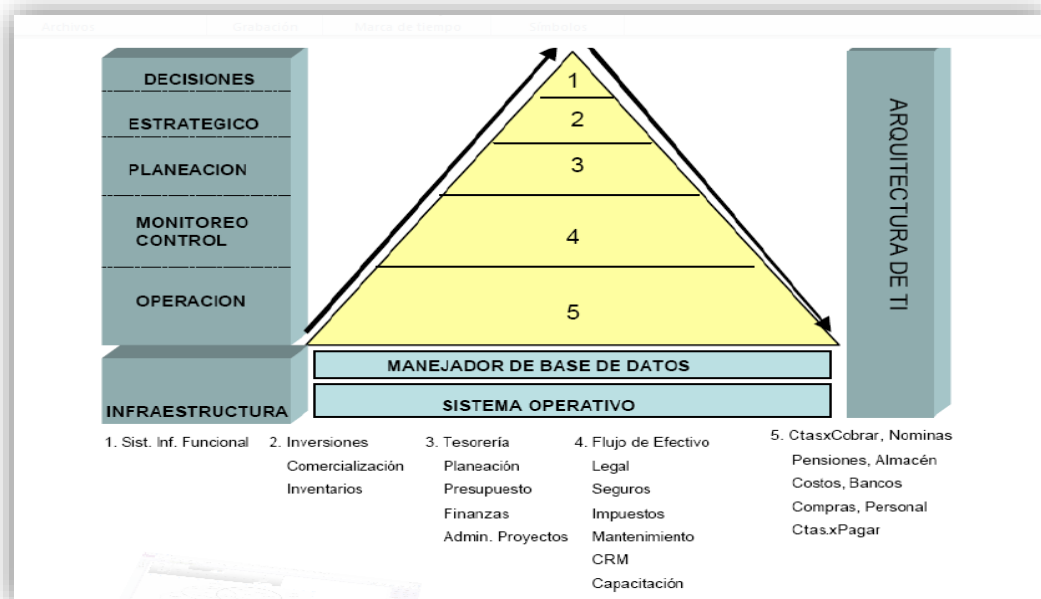 DECISIONES
ESTRATEGICO
PLANEACION
MONITOREO
CONTROL
OPERACION
INFRAESTRUCTURA
1
2
3
4
5
MANEJADOR DE BASE DE DATOS
SISTEMA OPERATIVO
ARQUITECTURA DE TI
1. Sist. Inf. Funcional
2. Inversiones
Comercialización
Inventarios
3. Tesorería
Planeación
Presupuesto
Finanzas
Admin. Proyectos
4. Flujo de Efectivo
Legal
Seguros
Impuestos
Mantenimiento
CRM
Capacitación
5. CtasxCobrar, Nominas
Pensiones, Almacén
Costos, Bancos
Compras, Personal
Ctas.xPagar